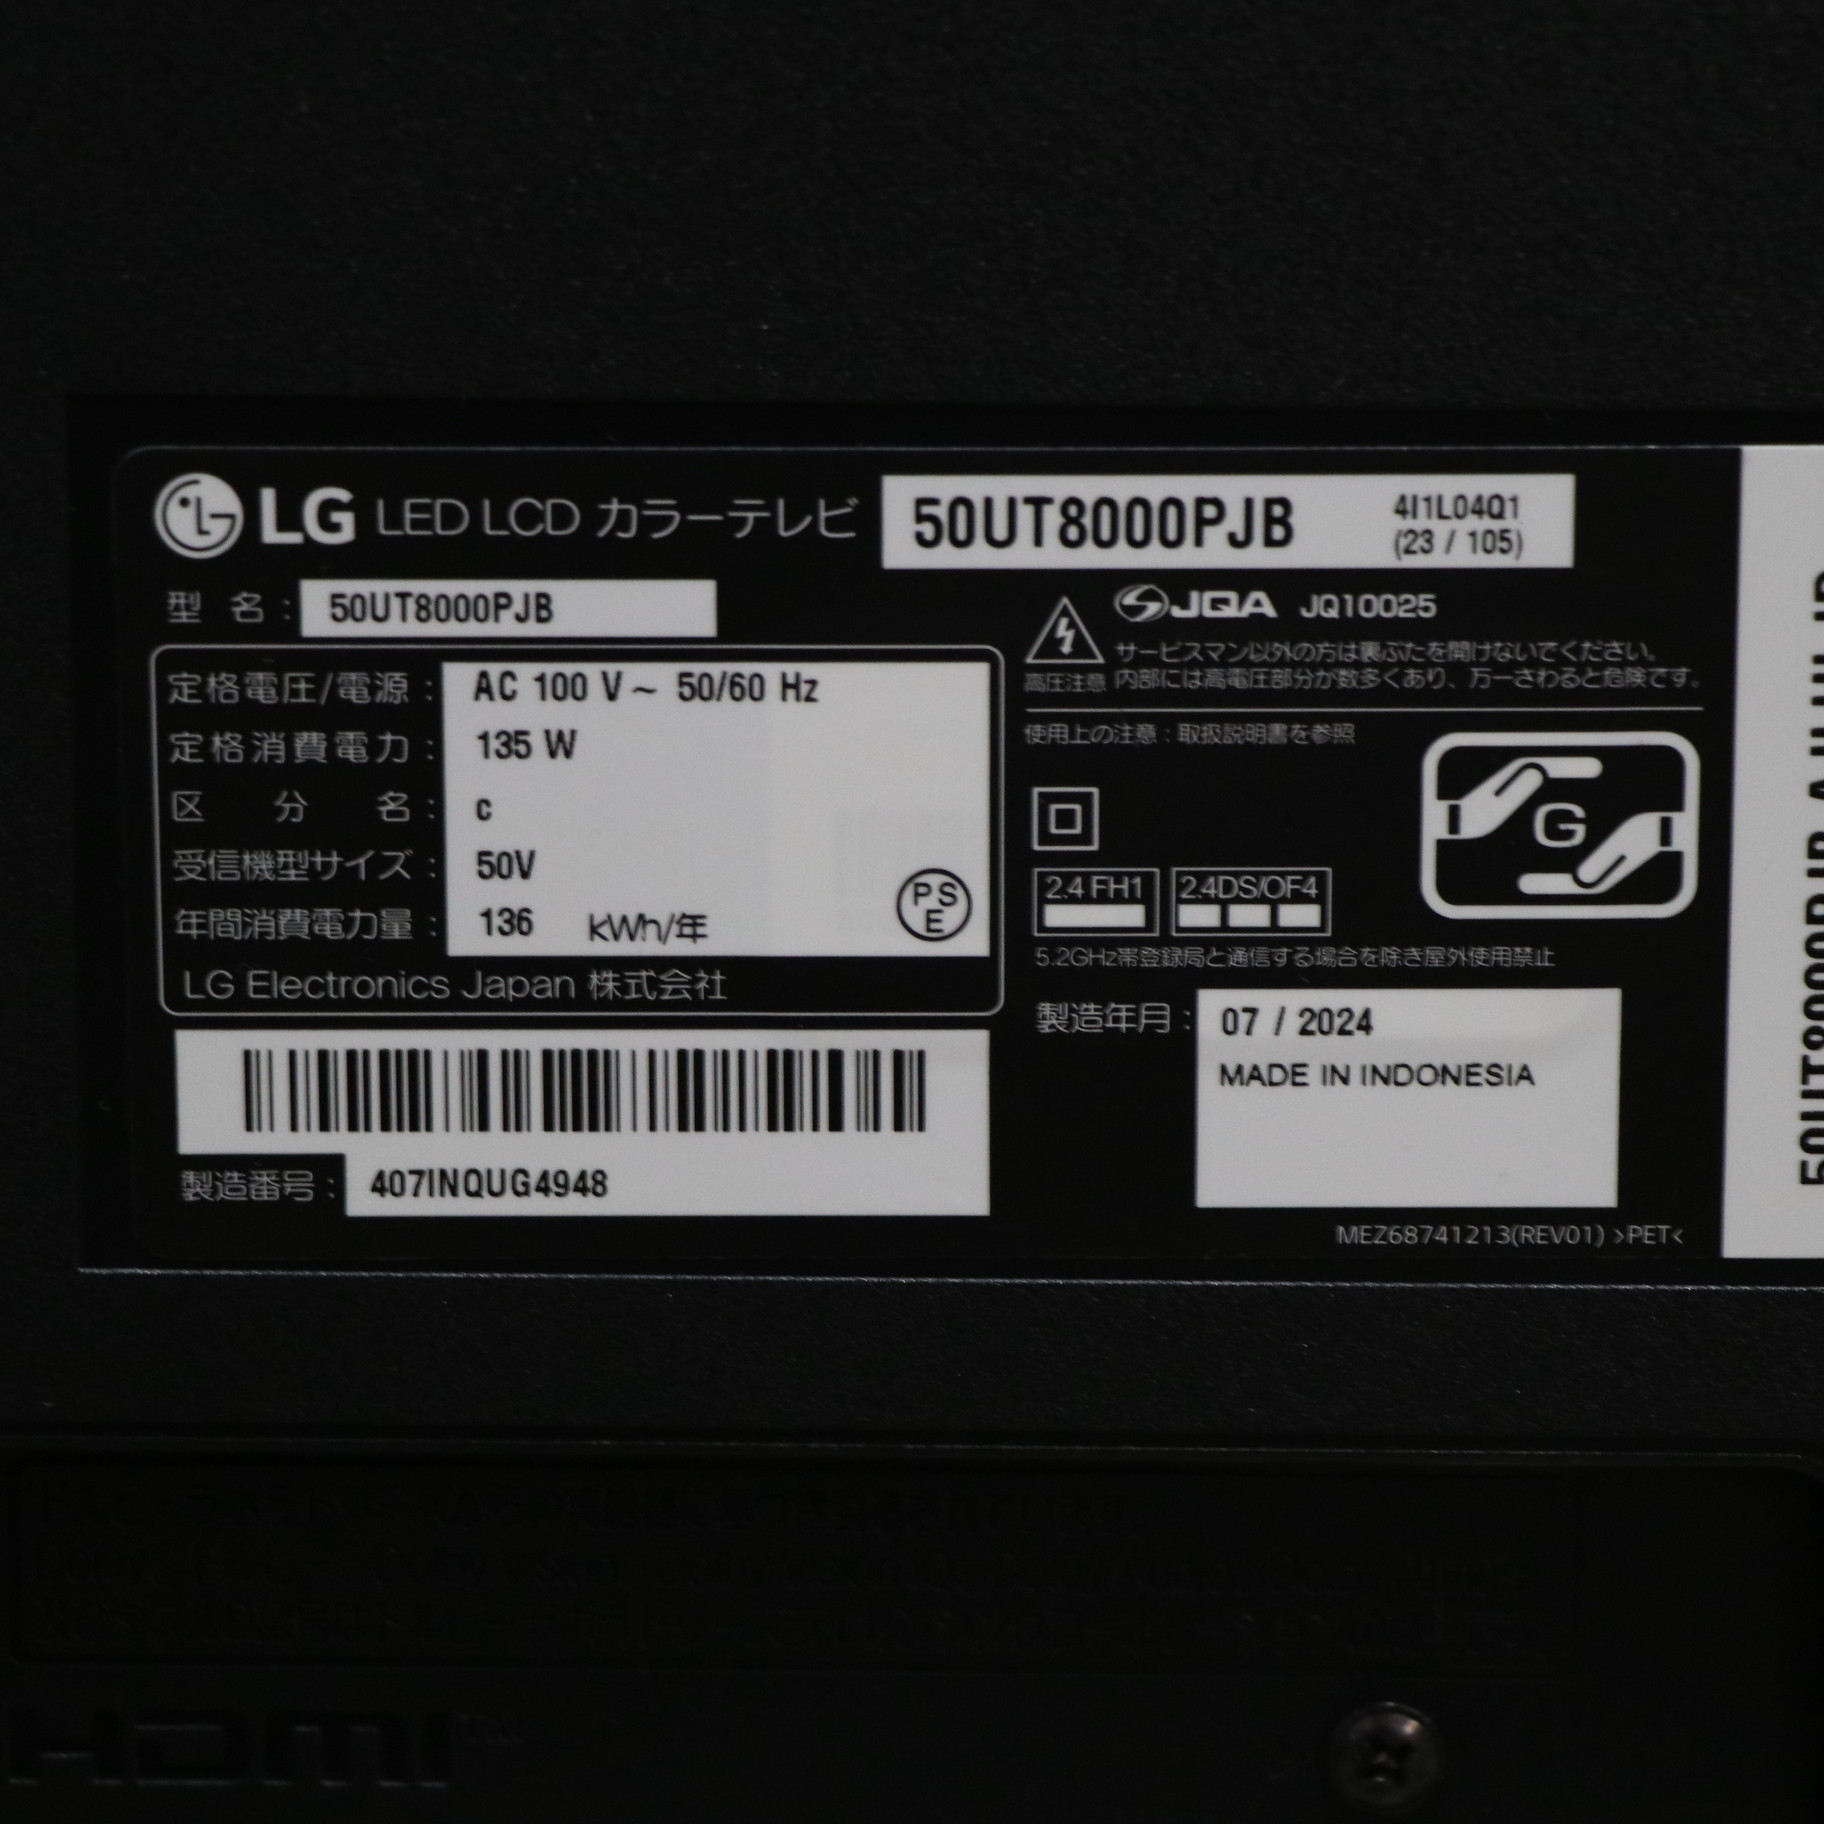 LG LED LCD カラーテレビ 50UT8000PJB 4I1L04Q1
(23 / 105)
型 名 : 50UT8000PJB
定格電圧/電源 : AC 100 V ~ 50/60 Hz
定格消費電力 : 135 W
区 分 名 : c
受信機型サイズ : 50V
年間消費電力量 : 136 kWh/年
PS
E
LG Electronics Japan 株式会社
製造番号 : 407INQUG4948
JQA JQ10025
サービスマン以外の方は裏ぶたを開けないでください。
高圧注意 内部には高電圧部分が数多くあり、万一さわると危険です。
使用上の注意 : 取扱説明書を参照
G
2.4 FH1 2.4DS/OF4
5.2GHz帯登録局と通信する場合を除き屋外使用禁止
製造年月 : 07 / 2024
MADE IN INDONESIA
MEZ68741213(REV01) >PET<
50UT8000PJB
HDMI